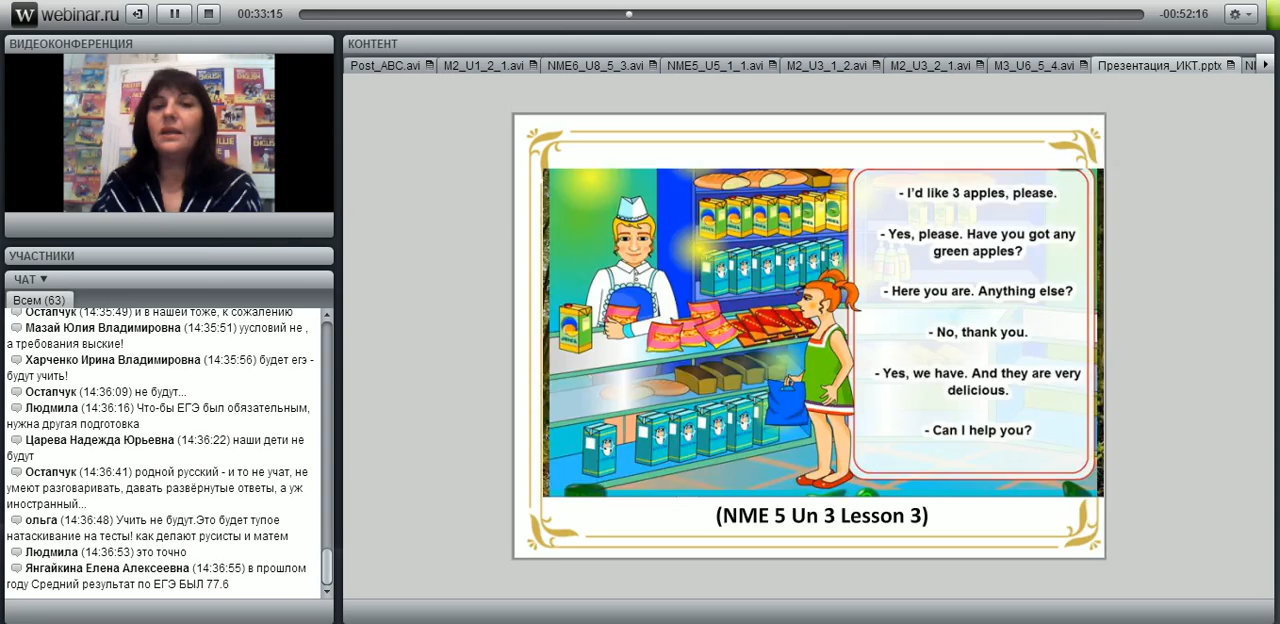 W webinar.ru
00:33:15
-00:52:16
ВИДЕОКОНФЕРЕНЦИЯ
УЧАСТНИКИ
ЧАТ ▼
Всем (63)
Остапчук (14:35:49) и в нашей тоже, к сожалению
Мазай Юлия Владимировна (14:35:51) уусловий не ,
а требования выские!
Харченко Ирина Владимировна (14:35:56) будет егэ -
будут учить!
Остапчук (14:36:09) не будут...
Людмила (14:36:16) Что-бы ЕГЭ был обязательным,
нужна другая подготовка
Царева Надежда Юрьевна (14:36:22) наши дети не
будут
Остапчук (14:36:41) родной русский - и то не учат, не
умеют разговаривать, давать развёрнутые ответы, а уж
иностранный...
ольга (14:36:48) Учить не будут.Это будет тупое
натаскивание на тесты! как делают русисты и матем
Людмила (14:36:53) это точно
Янгайкина Елена Алексеевна (14:36:55) в прошлом
году Средний результат по ЕГЭ БЫЛ 77.6
КОНТЕНТ
Post_ABC.avi M2_U1_2_1.avi NME6_U8_5_3.avi NME5_U5_1_1.avi M2_U3_1_2.avi M2_U3_2_1.avi M3_U6_5_4.avi Презентация_ИКТ.pptx
- I'd like 3 apples, please.
- Yes, please. Have you got any
green apples?
- Here you are. Anything else?
- No, thank you.
- Yes, we have. And they are very
delicious.
- Can I help you?
(NME 5 Un 3 Lesson 3)